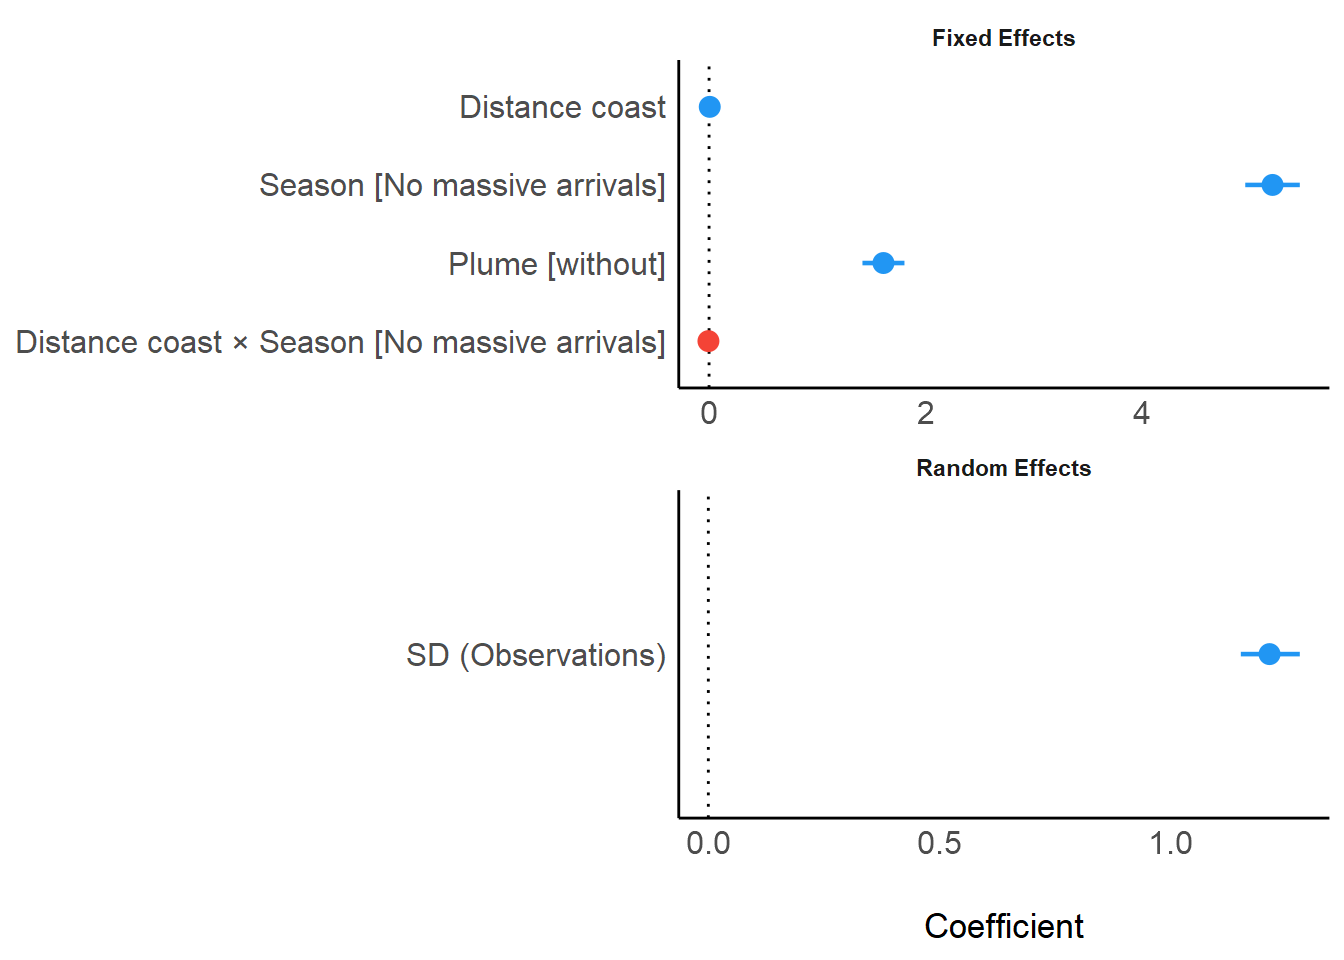 Fixed Effects
Distance coast
Season [No massive arrivals]
Plume [without]
Distance coast × Season [No massive arrivals]
0 2 4
Random Effects
SD (Observations)
0.0 0.5 1.0
Coefficient